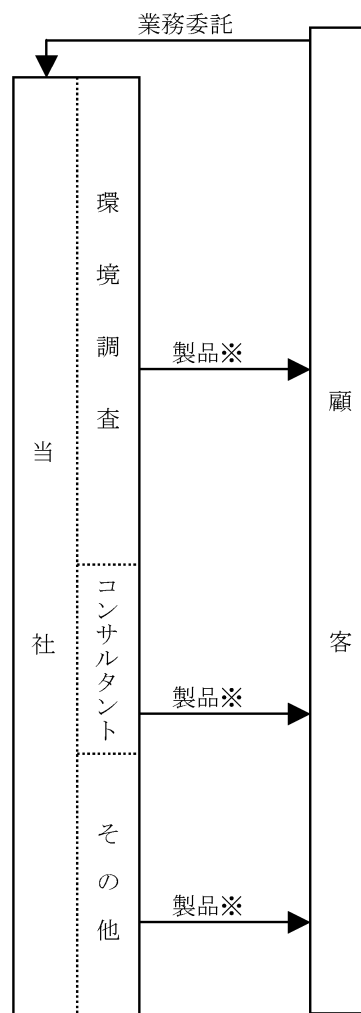 業務委託
当社
環境調査
製品※
顧客
コンサルタント
製品※
その他
製品※